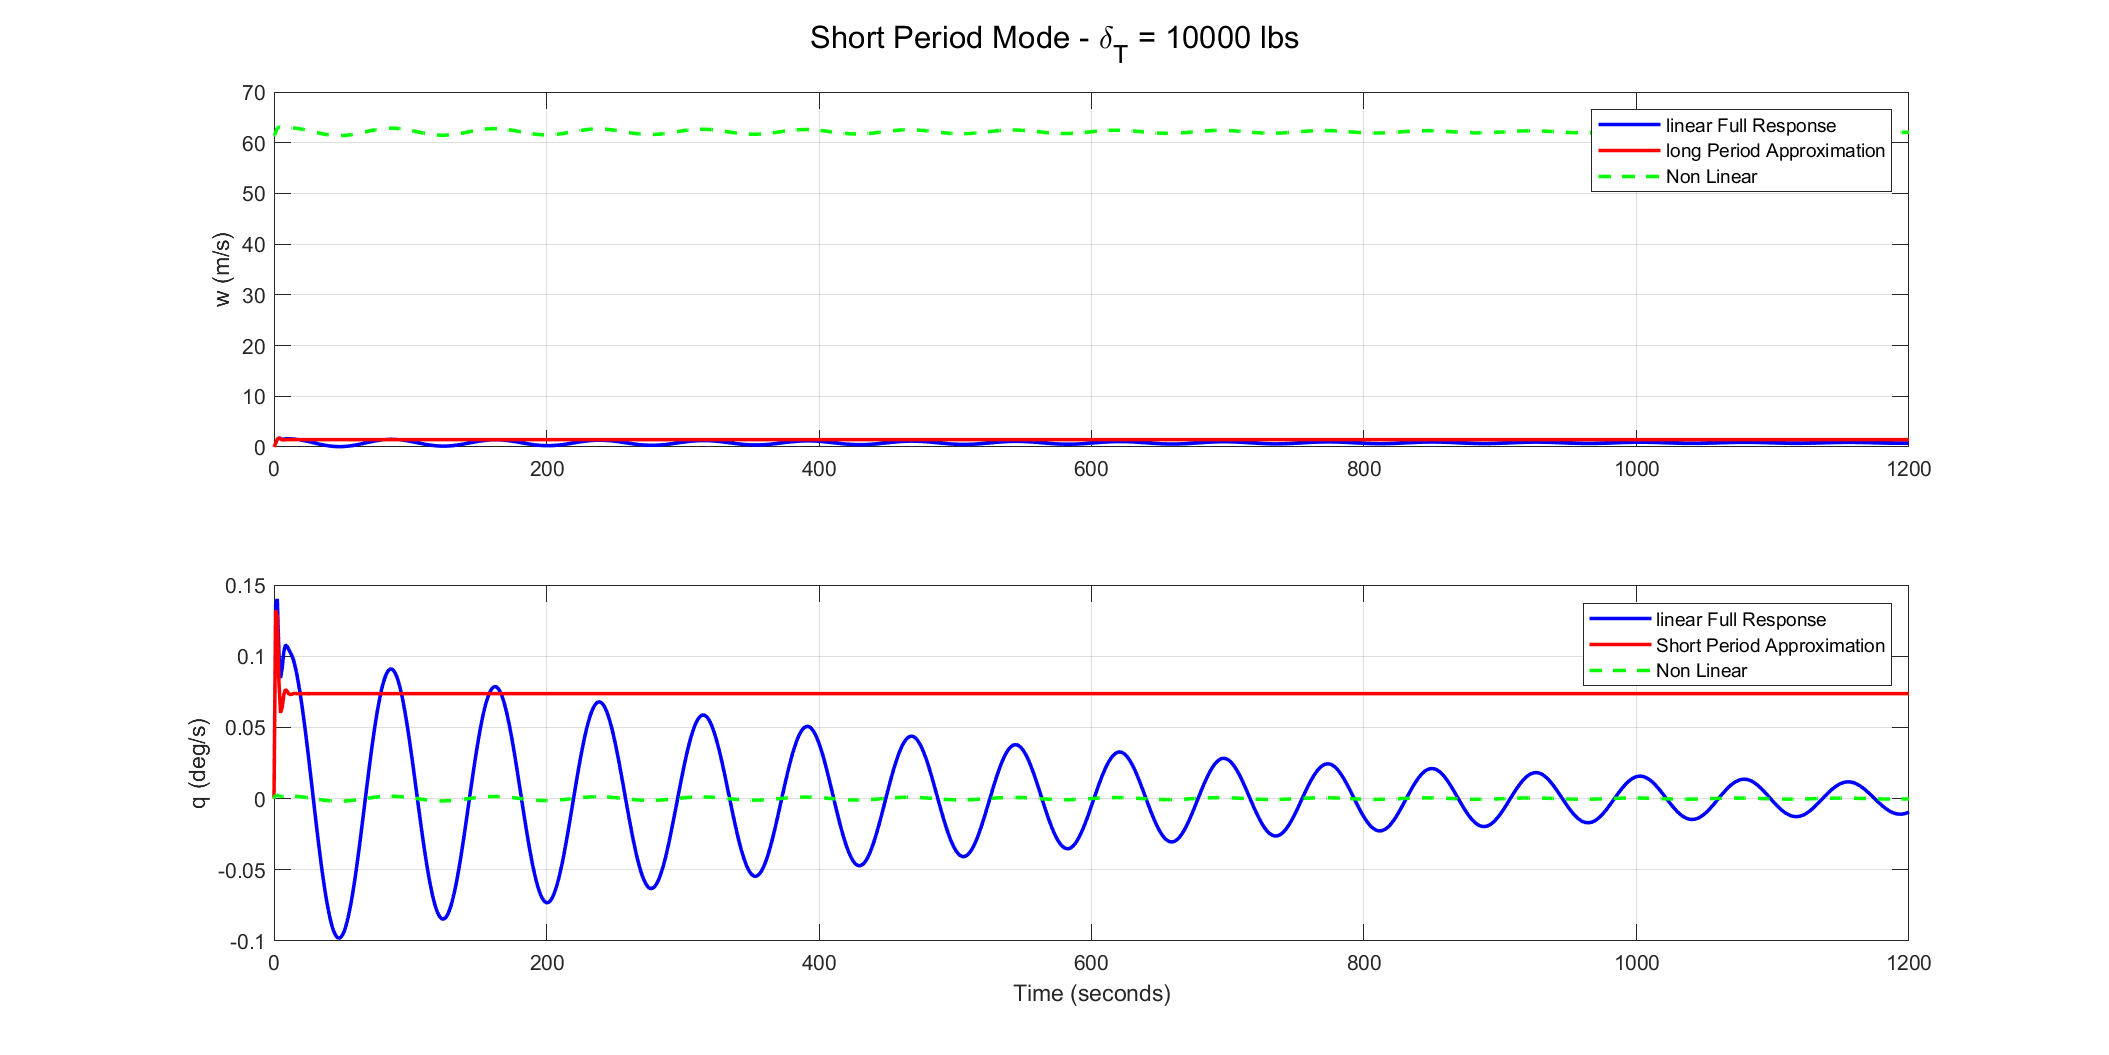 Short Period Mode - δ_T = 10000 lbs
70
60
50
40
30
20
10
0
w (m/s)
linear Full Response
long Period Approximation
Non Linear
0 200 400 600 800 1000 1200
0.15
0.1
0.05
0
-0.05
-0.1
q (deg/s)
linear Full Response
Short Period Approximation
Non Linear
0 200 400 600 800 1000 1200
Time (seconds)